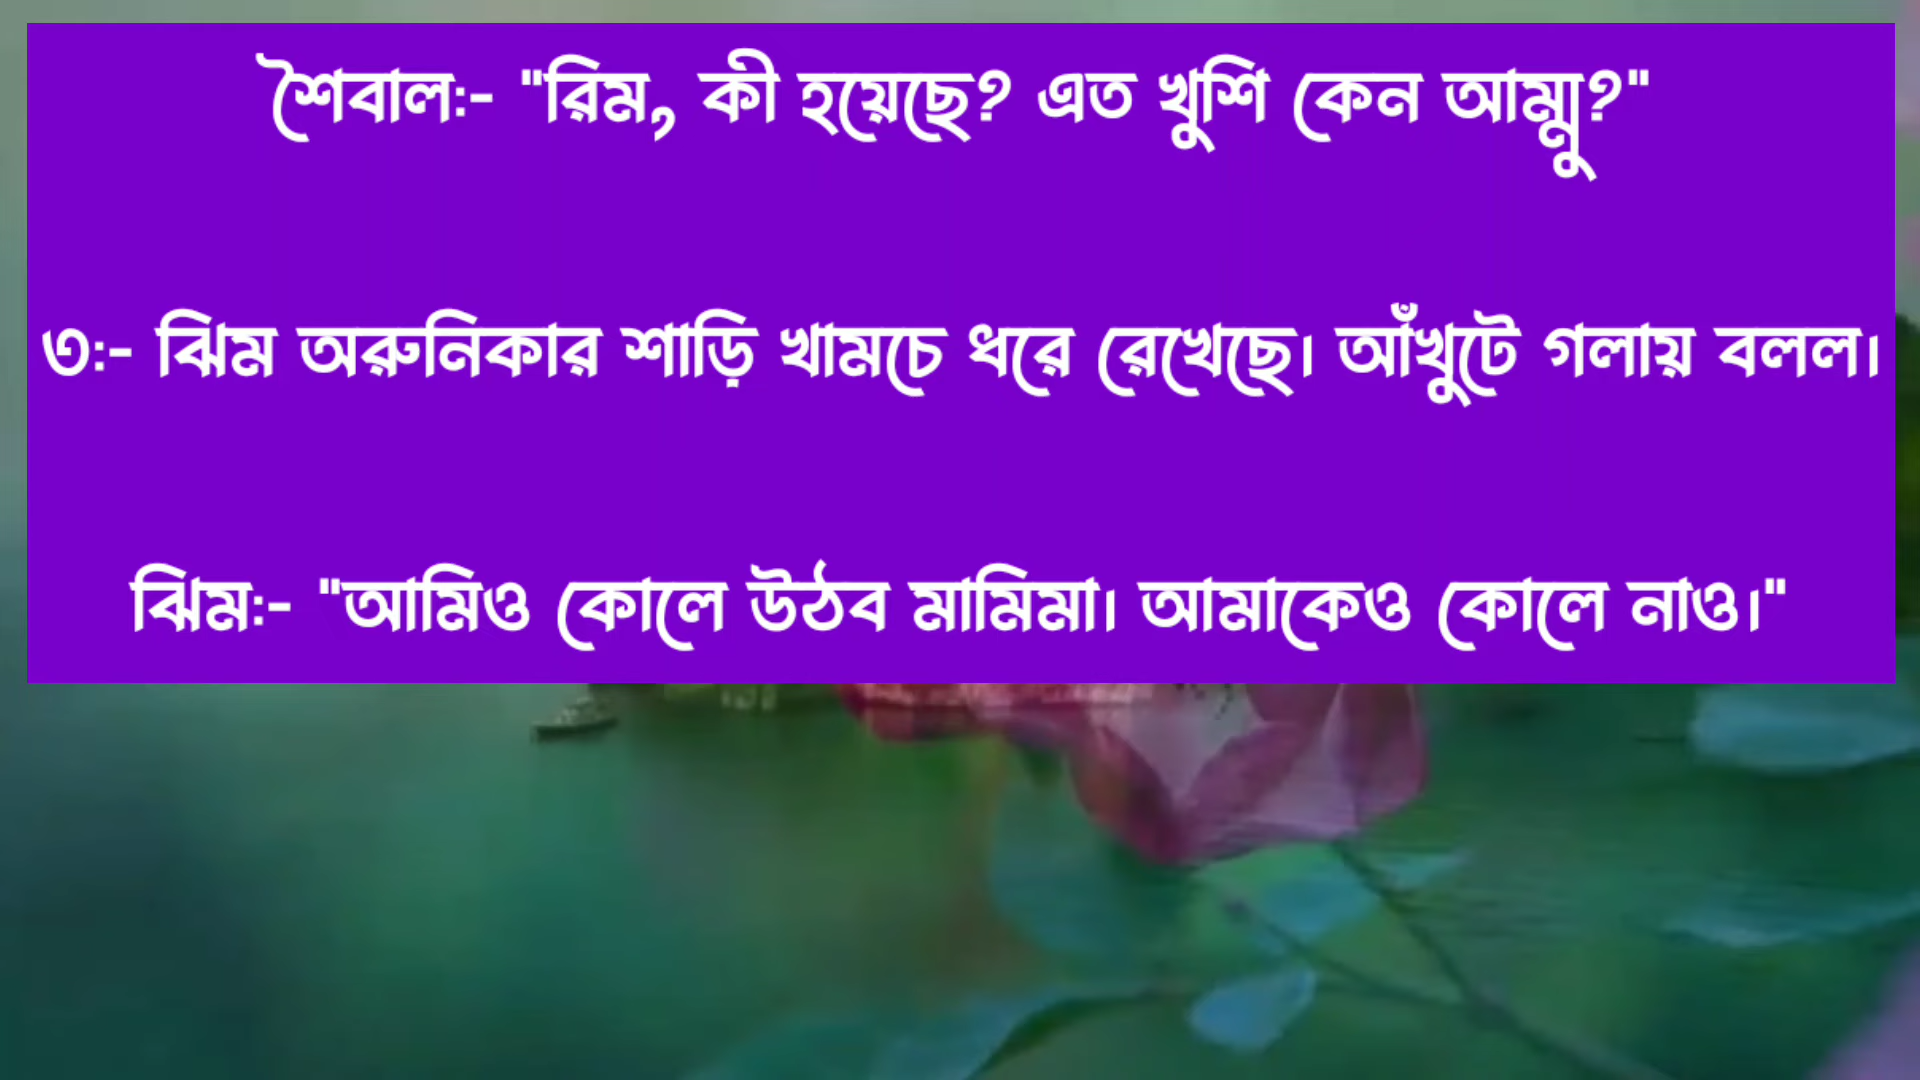 শৈবাল:- "রিম, কী হয়েছে? এত খুশি কেন আম্মু?"
৩:- ঝিম অরুনিকার শাড়ি খামচে ধরে রেখেছে। আঁখুটে গলায় বলল।
ঝিম:- "আমিও কোলে উঠব মামিমা। আমাকেও কোলে নাও।"